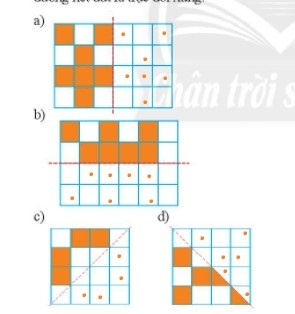 đường nét đứt là trục đối xứng.
a)
Chân trời s
b)
c)
d)